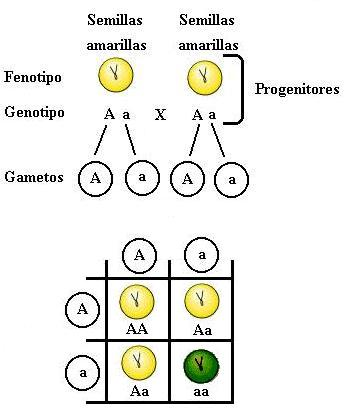 Semillas Semillas
amarillas amarillas
Fenotipo
Progenitores
Genotipo A a X A a
Gametos A a A a
A a
A
AA Aa
a
Aa aa